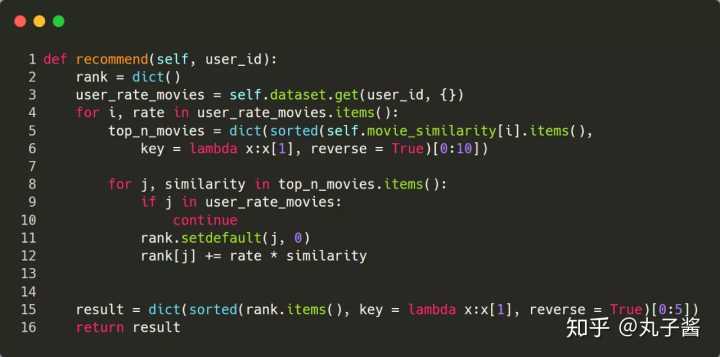 1 def recommend(self, user_id):
2     rank = dict()
3     user_rate_movies = self.dataset.get(user_id, {})
4     for i, rate in user_rate_movies.items():
5         top_n_movies = dict(sorted(self.movie_similarity[i].items(),
6             key = lambda x:x[1], reverse = True)[0:10])
7
8         for j, similarity in top_n_movies.items():
9             if j in user_rate_movies:
10                 continue
11             rank.setdefault(j, 0)
12             rank[j] += rate * similarity
13
14
15     result = dict(sorted(rank.items(), key = lambda x:x[1], reverse = True)[0:5])
16     return result
知乎 @丸子酱